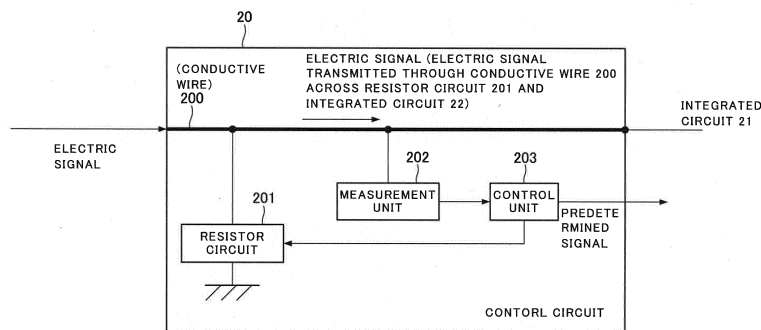 20
(CONDUCTIVE
WIRE)
200
ELECTRIC SIGNAL (ELECTRIC SIGNAL
TRANSMITTED THROUGH CONDUCTIVE WIRE 200
ACROSS RESISTOR CIRCUIT 201 AND
INTEGRATED CIRCUIT 22)
INTEGRATED
CIRCUIT 21
ELECTRIC
SIGNAL
202
203
MEASUREMENT
UNIT
CONTROL
UNIT
PREDETE
RMINED
SIGNAL
201
RESISTOR
CIRCUIT
CONTORL CIRCUIT